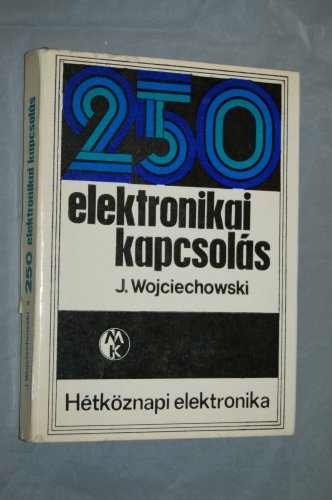 250
elektronikai
kapcsolás
J. Wojciechowski
MK
Hétköznapi elektronika
J. Wojciechowski • 250 elektronikai kapcsolás